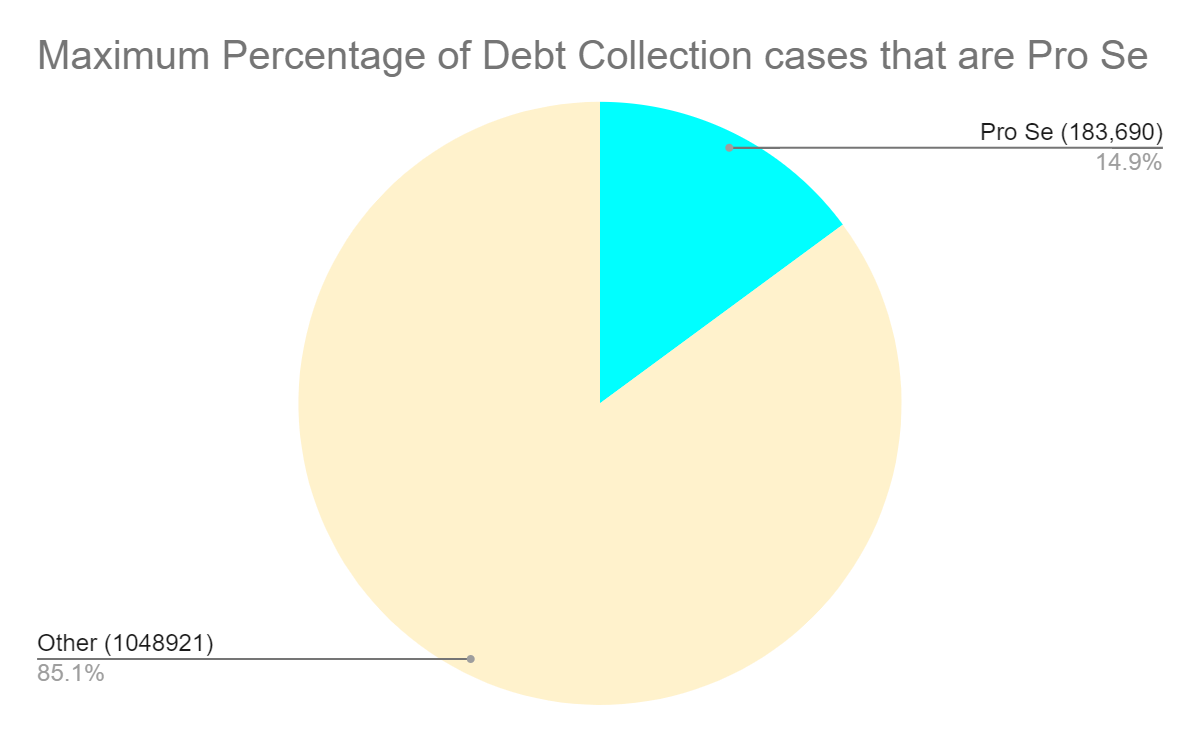 Maximum Percentage of Debt Collection cases that are Pro Se
Pro Se (183,690)
14.9%
Other (1048921)
85.1%